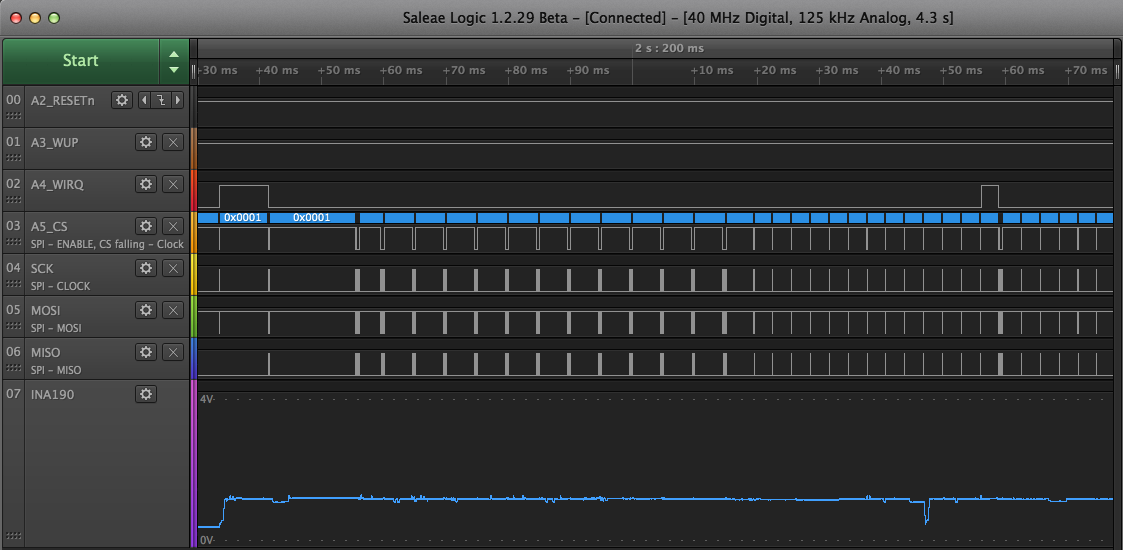 Saleae Logic 1.2.29 Beta – [Connected] – [40 MHz Digital, 125 kHz Analog, 4.3 s]
Start
2 s : 200 ms
+30 ms +40 ms +50 ms +60 ms +70 ms +80 ms +90 ms +10 ms +20 ms +30 ms +40 ms +50 ms +60 ms +70 ms
00 A2_RESETn
01 A3_WUP
02 A4_WIRQ
0x0001 0x0001
03 A5_CS
SPI – ENABLE, CS falling – Clock
04 SCK
SPI – CLOCK
05 MOSI
SPI – MOSI
06 MISO
SPI – MISO
07 INA190
4V
0V